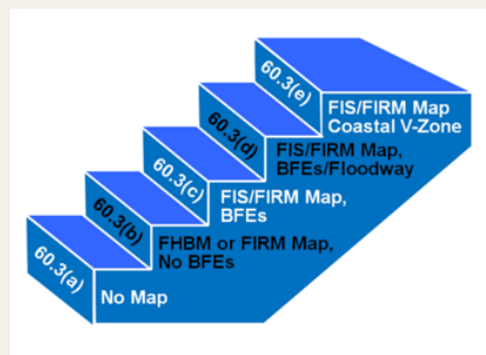 60.3(e)
FIS/FIRM Map
Coastal V-Zone
60.3(d)
FIS/FIRM Map,
BFEs/Floodway
60.3(c)
FIS/FIRM Map,
BFEs
60.3(b)
FHBM or FIRM Map,
No BFEs
60.3(a)
No Map